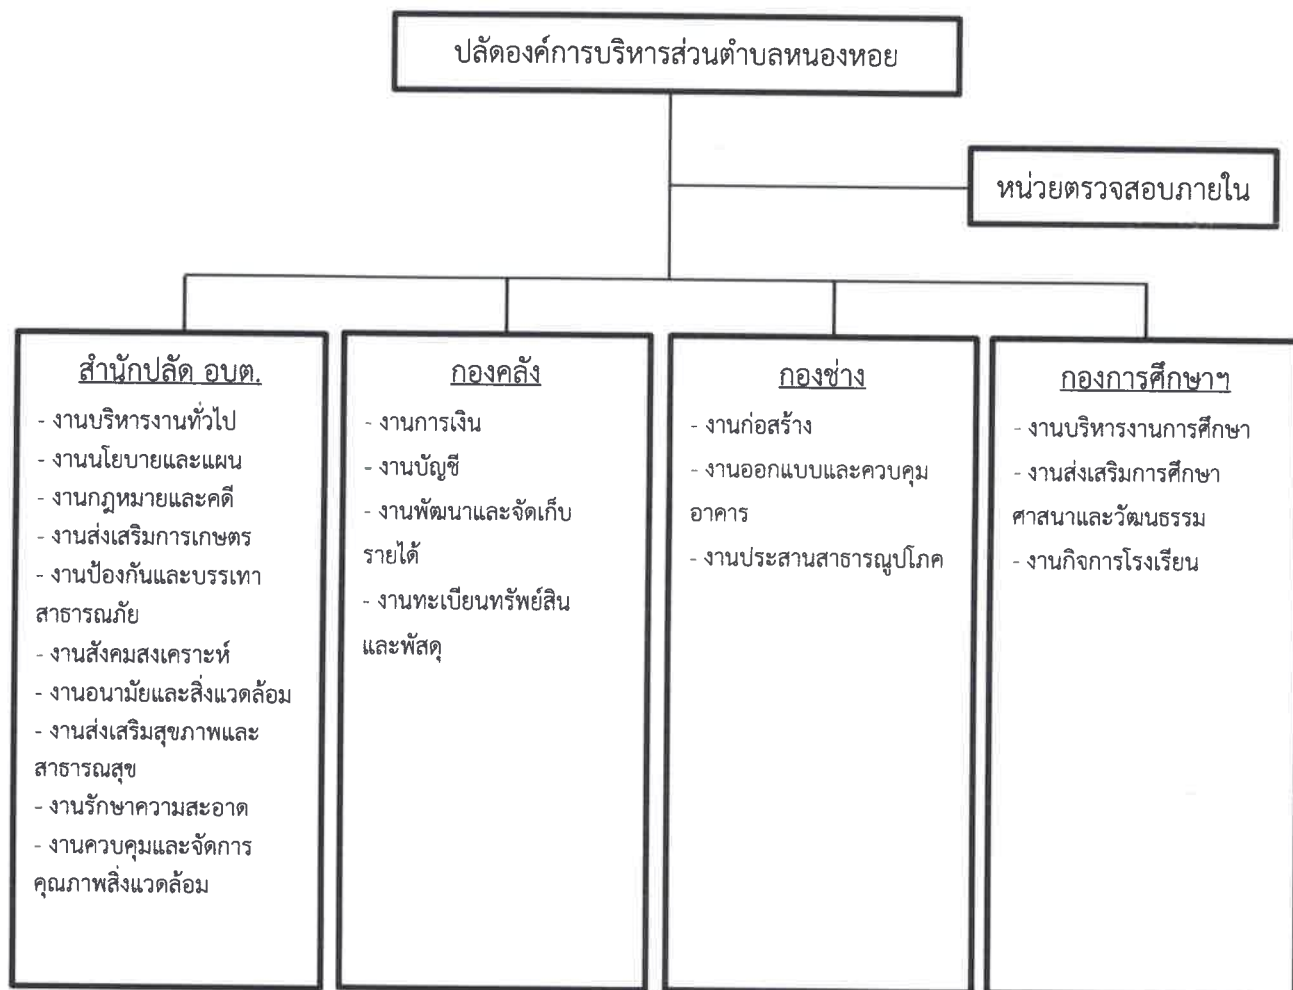 ปลัดองค์การบริหารส่วนตำบลหนองหอย
หน่วยตรวจสอบภายใน
สำนักปลัด อบต.
- งานบริหารงานทั่วไป
- งานนโยบายและแผน
- งานกฎหมายและคดี
- งานส่งเสริมการเกษตร
- งานป้องกันและบรรเทา
สาธารณภัย
- งานสังคมสงเคราะห์
- งานอนามัยและสิ่งแวดล้อม
- งานส่งเสริมสุขภาพและ
สาธารณสุข
- งานรักษาความสะอาด
- งานควบคุมและจัดการ
คุณภาพสิ่งแวดล้อม
กองคลัง
- งานการเงิน
- งานบัญชี
- งานพัฒนาและจัดเก็บ
รายได้
- งานทะเบียนทรัพย์สิน
และพัสดุ
กองช่าง
- งานก่อสร้าง
- งานออกแบบและควบคุม
อาคาร
- งานประสานสาธารณูปโภค
กองการศึกษาฯ
- งานบริหารงานการศึกษา
- งานส่งเสริมการศึกษา
ศาสนาและวัฒนธรรม
- งานกิจการโรงเรียน